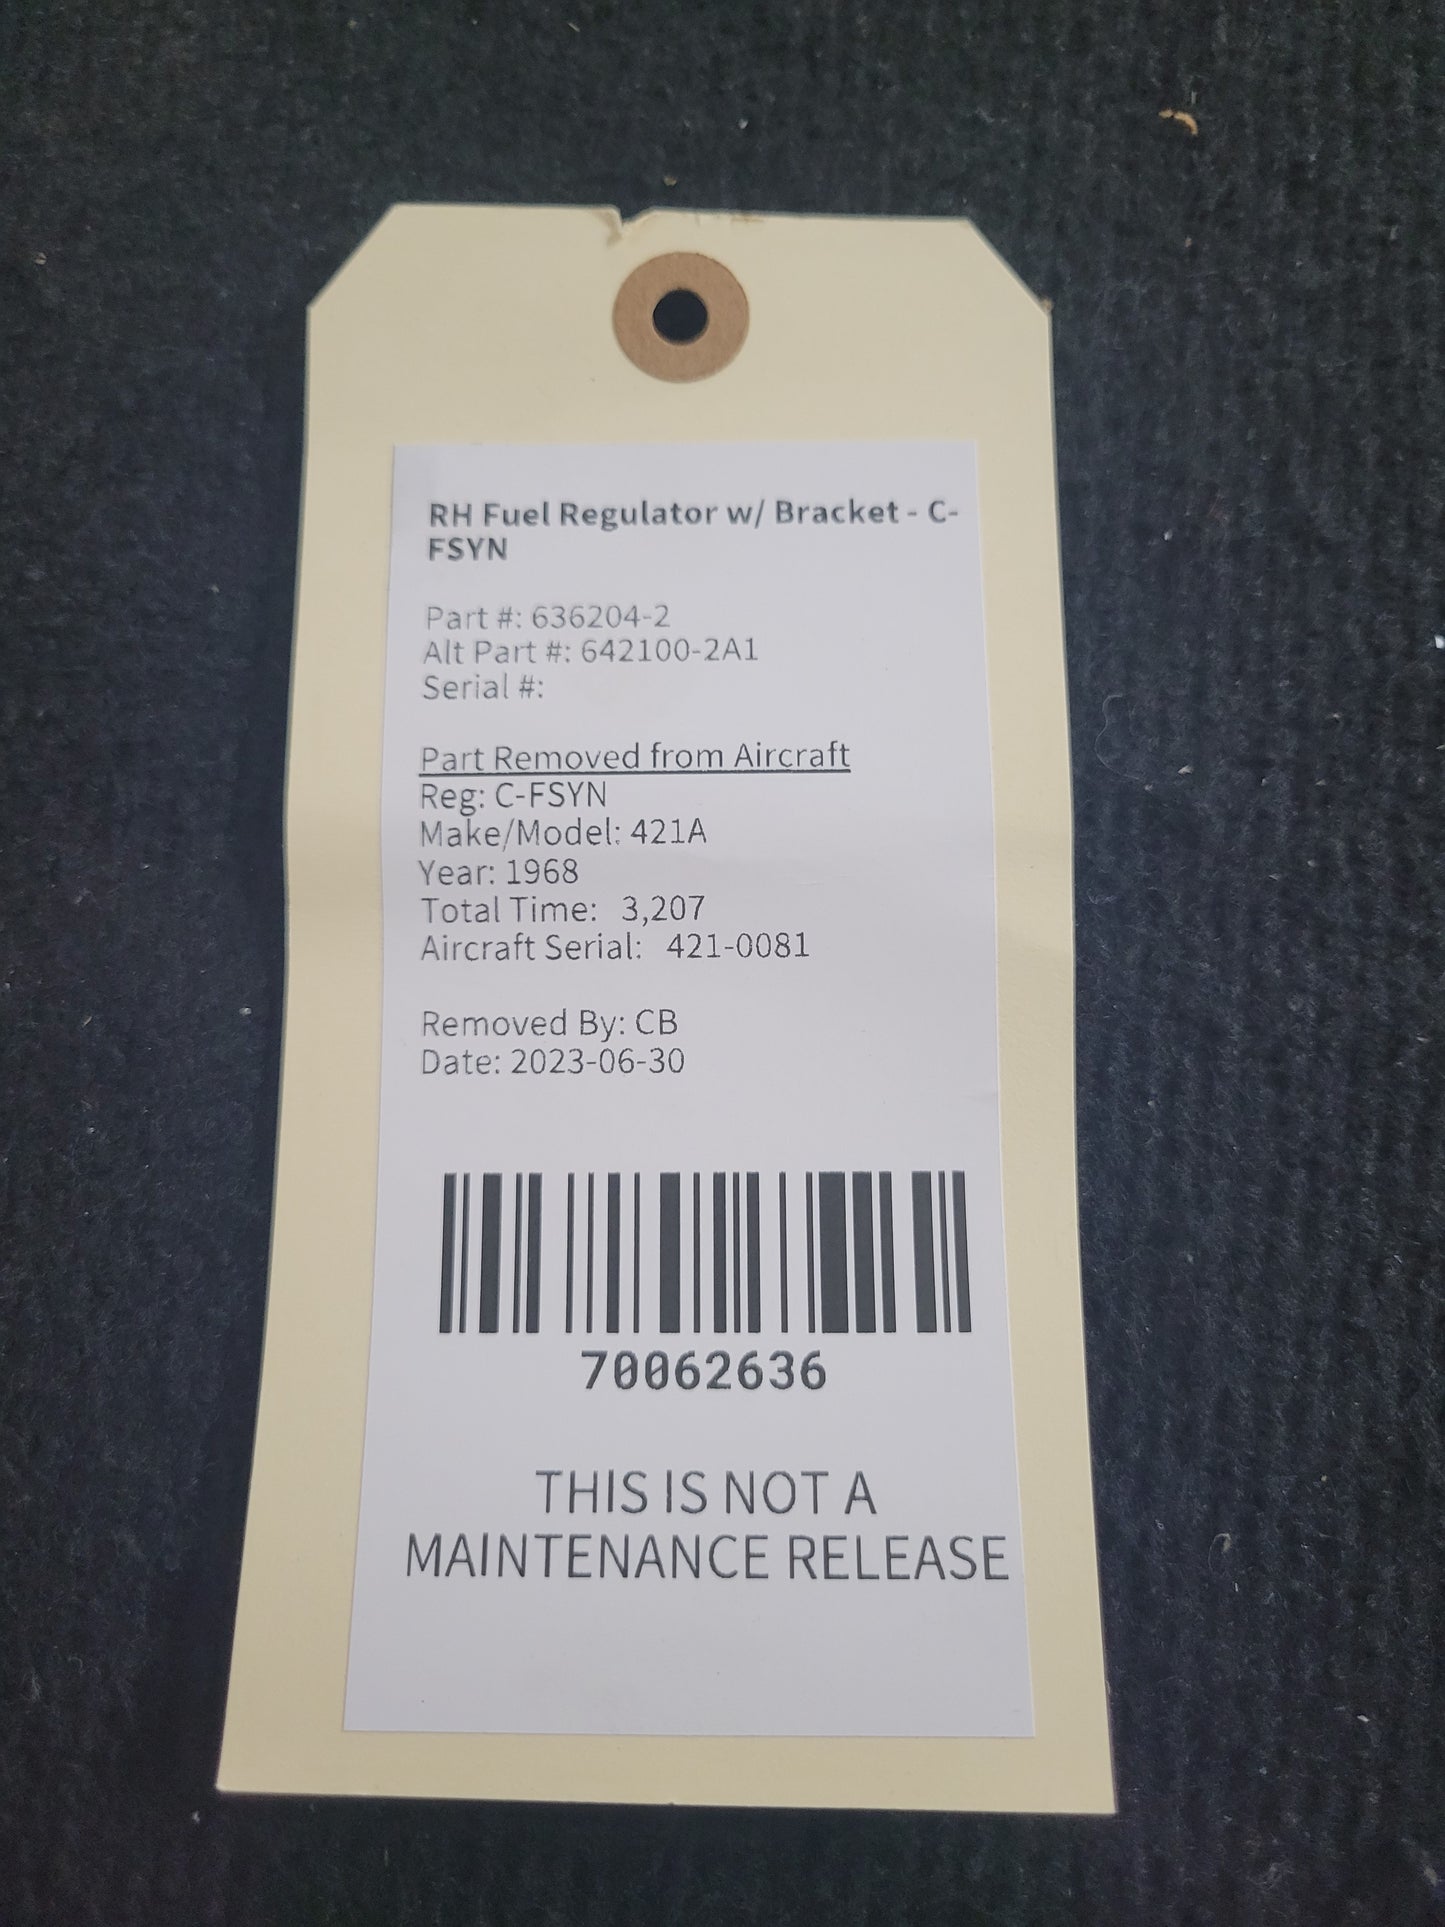 RH Fuel Regulator w/ Bracket - C-
FSYN
Part #: 636204-2
Alt Part #: 642100-2A1
Serial #:
Part Removed from Aircraft
Reg: C-FSYN
Make/Model: 421A
Year: 1968
Total Time: 3,207
Aircraft Serial: 421-0081
Removed By: CB
Date: 2023-06-30
70062636
THIS IS NOT A
MAINTENANCE RELEASE